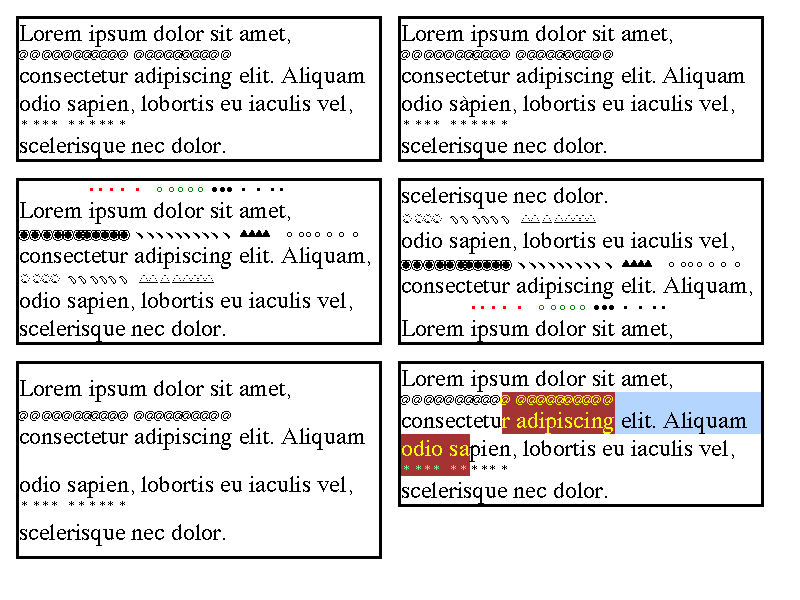 Lorem ipsum dolor sit amet,
consectetur adipiscing elit. Aliquam
odio sapien, lobortis eu iaculis vel,
scelerisque nec dolor.
Lorem ipsum dolor sit amet,
consectetur adipiscing elit. Aliquam
odio sàpien, lobortis eu iaculis vel,
scelerisque nec dolor.
Lorem ipsum dolor sit amet,
consectetur adipiscing elit. Aliquam,
odio sapien, lobortis eu iaculis vel,
scelerisque nec dolor.
scelerisque nec dolor.
odio sapien, lobortis eu iaculis vel,
consectetur adipiscing elit. Aliquam,
Lorem ipsum dolor sit amet,
Lorem ipsum dolor sit amet,
consectetur adipiscing elit. Aliquam
odio sapien, lobortis eu iaculis vel,
scelerisque nec dolor.
Lorem ipsum dolor sit amet,
consectetur adipiscing elit. Aliquam
odio sapien, lobortis eu iaculis vel,
scelerisque nec dolor.